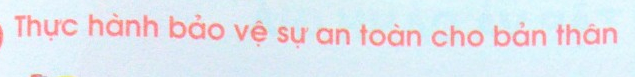 Thực hành bảo vệ sự an toàn cho bản thân